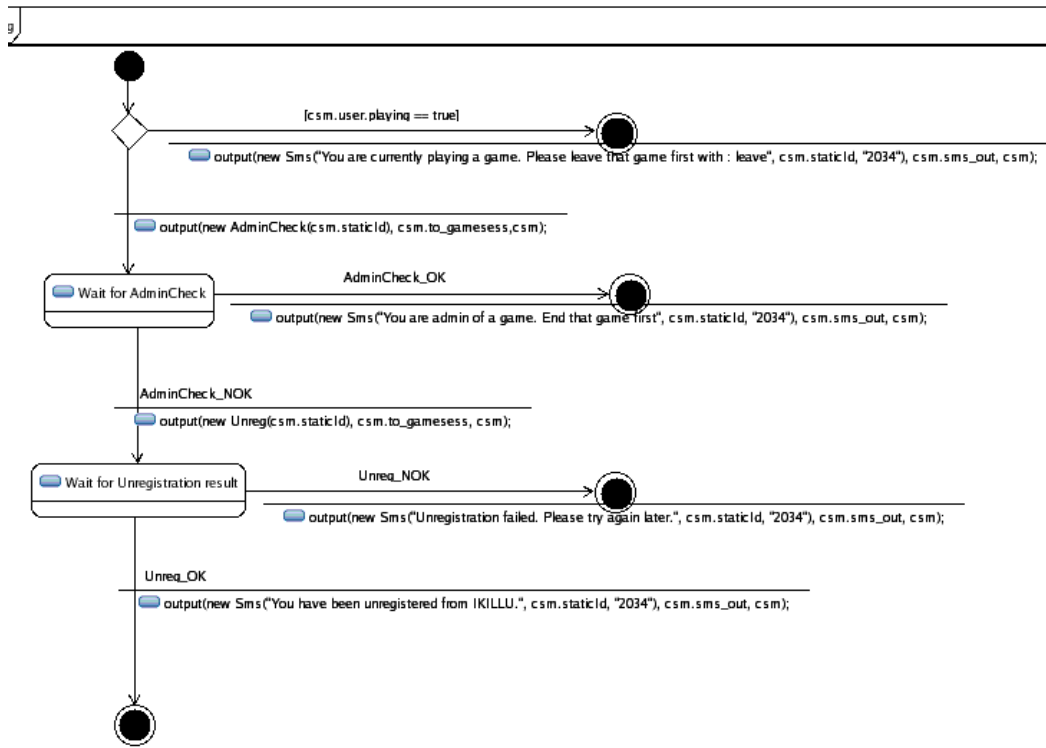 g
[csm.user.playing == true]
output(new Sms("You are currently playing a game. Please leave that game first with : leave", csm.staticId, "2034"), csm.sms_out, csm);
output(new AdminCheck(csm.staticId), csm.to_gamesess,csm);
AdminCheck_OK
Wait for AdminCheck
output(new Sms("You are admin of a game. End that game first", csm.staticId, "2034"), csm.sms_out, csm);
AdminCheck_NOK
output(new Unreg(csm.staticId), csm.to_gamesess, csm);
Unreg_NOK
Wait for Unregistration result
output(new Sms("Unregistration failed. Please try again later.", csm.staticId, "2034"), csm.sms_out, csm);
Unreg_OK
output(new Sms("You have been unregistered from IKILLU.", csm.staticId, "2034"), csm.sms_out, csm);